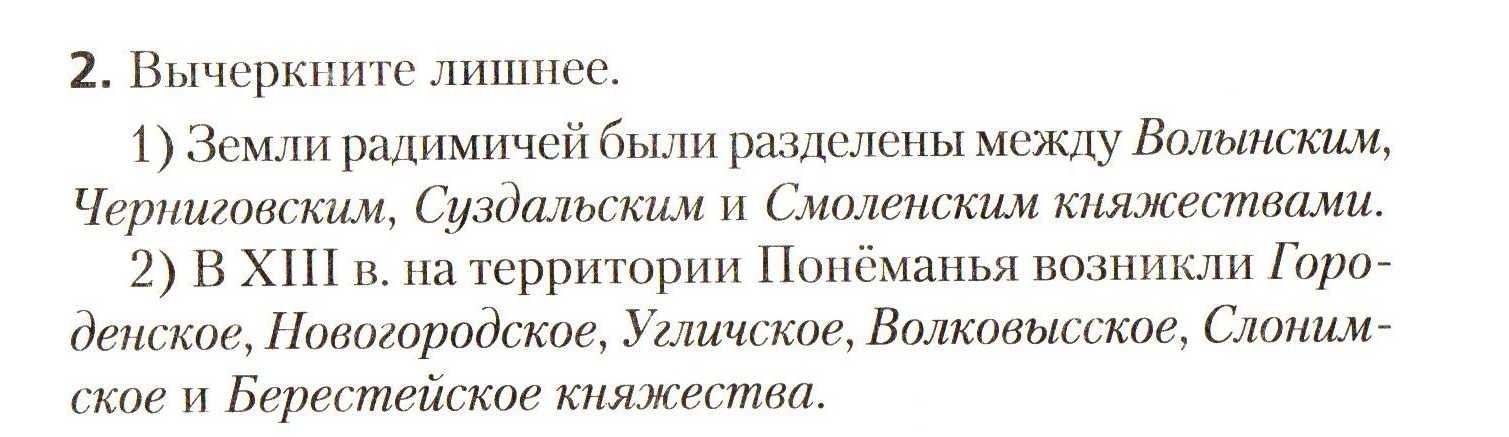 2. Вычеркните лишнее.
1) Земли радимичей были разделены между Волынским,
Черниговским, Суздальским и Смоленским княжествами.
2) В XIII в. на территории Понёманья возникли Горо-
денское, Новогородское, Угличское, Волковысское, Слоним-
ское и Берестейское княжества.